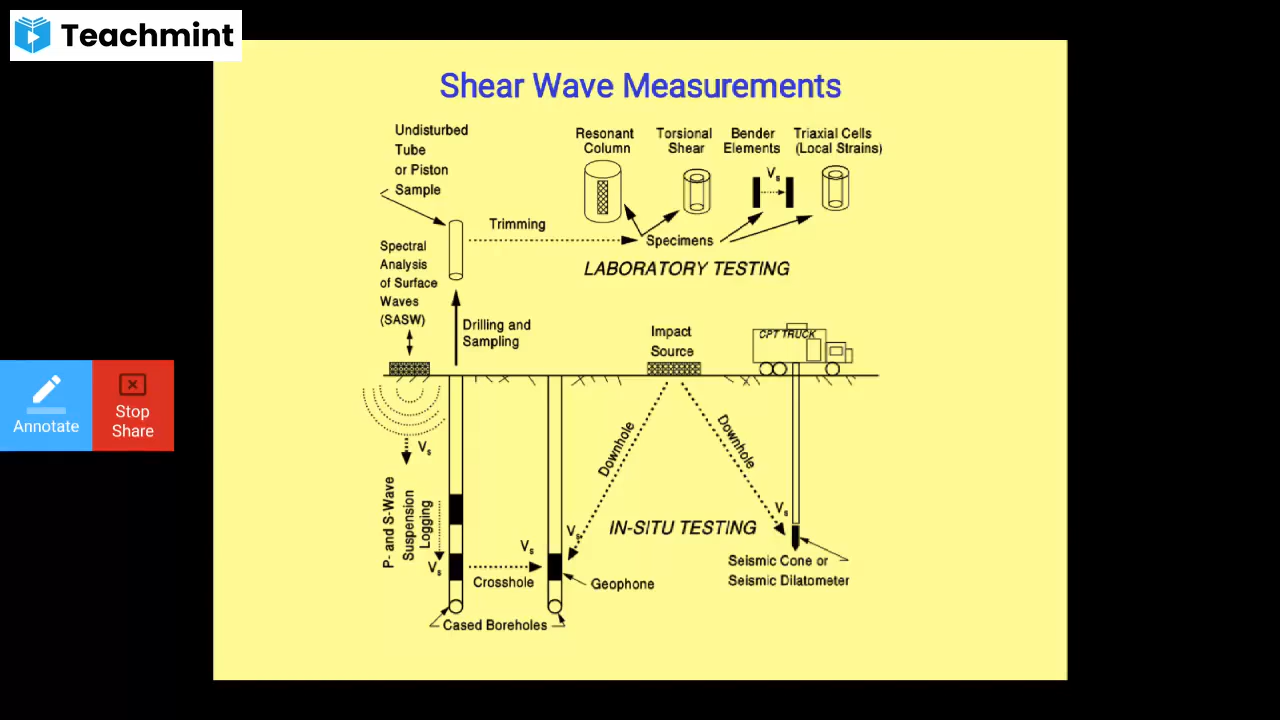 Teachmint
Shear Wave Measurements
Undisturbed
Tube
or Piston
Sample
Resonant
Column
Torsional
Shear
Bender
Elements
Triaxial Cells
(Local Strains)
Vs
Trimming
Specimens
LABORATORY TESTING
Spectral
Analysis
of Surface
Waves
(SASW)
Drilling and
Sampling
Impact
Source
CPT TRUCK
Annotate
Stop
Share
Vs
Downhole
Downhole
P- and S-Wave
Suspension
Logging
Vs
Vs
Crosshole
Vs
IN-SITU TESTING
Vs
Geophone
Seismic Cone or
Seismic Dilatometer
Cased Boreholes